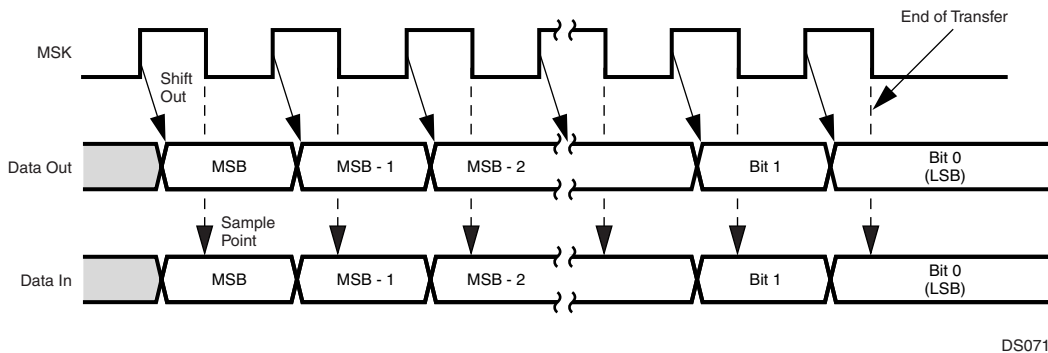 End of Transfer
MSK
Shift
Out
Data Out
MSB
MSB - 1
MSB - 2
Bit 1
Bit 0
(LSB)
Sample
Point
Data In
MSB
MSB - 1
MSB - 2
Bit 1
Bit 0
(LSB)
DS071